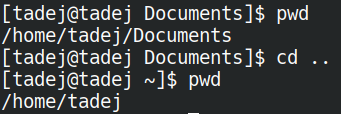 [tadej@tadej Documents]$ pwd
/home/tadej/Documents
[tadej@tadej Documents]$ cd ..
[tadej@tadej ~]$ pwd
/home/tadej